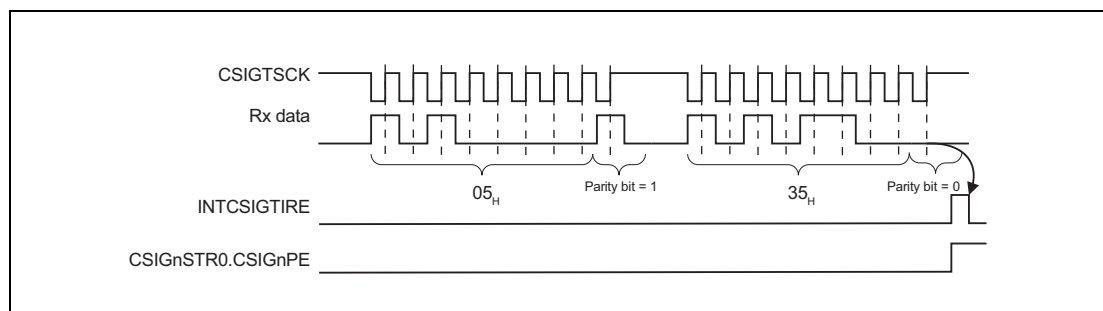 CSIGTSCK
Rx data
05H
Parity bit = 1
35H
Parity bit = 0
INTCSIGTIRE
CSIGnSTR0.CSIGnPE